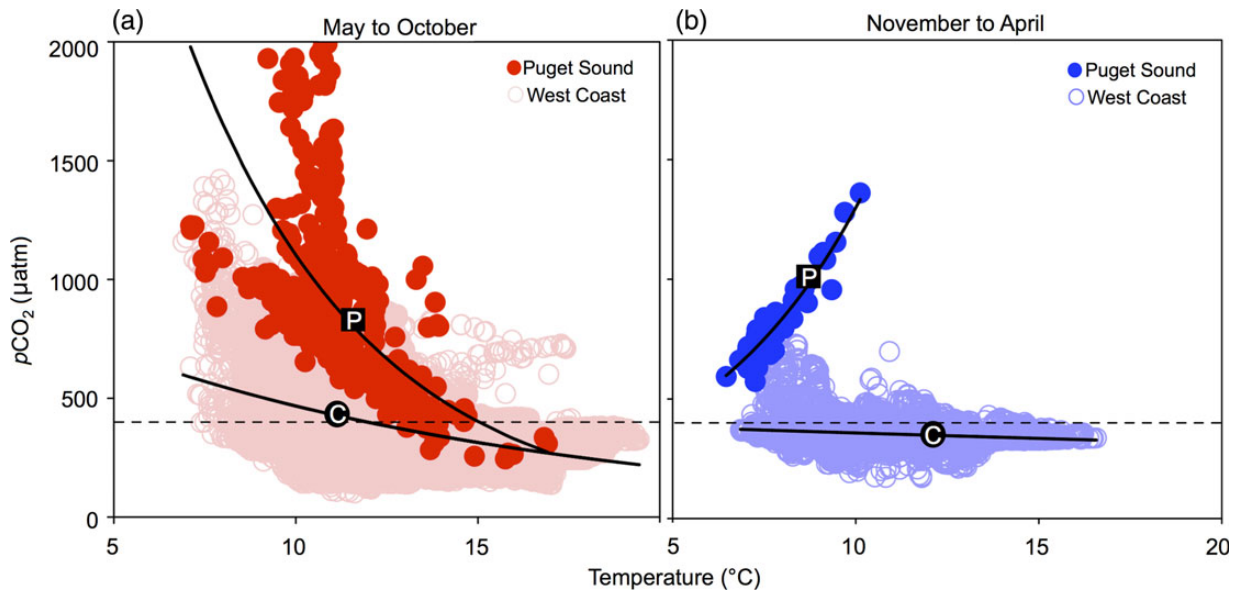 (a)
May to October
(b)
November to April
2000
1500
1000
500
0
pCO₂ (µatm)
Puget Sound
West Coast
P
C
Puget Sound
West Coast
P
C
5
10
15
5
10
15
20
Temperature (°C)